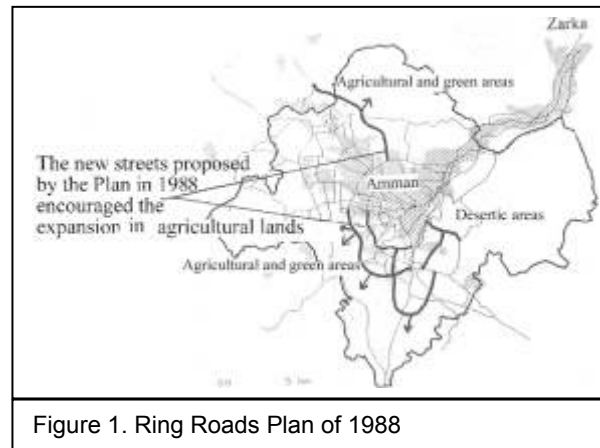 Zarka
Agricultural and green areas
The new streets proposed
by the Plan in 1988
encouraged the
expansion in agricultural lands
Amman
Desertic areas
Agricultural and green areas
Figure 1. Ring Roads Plan of 1988